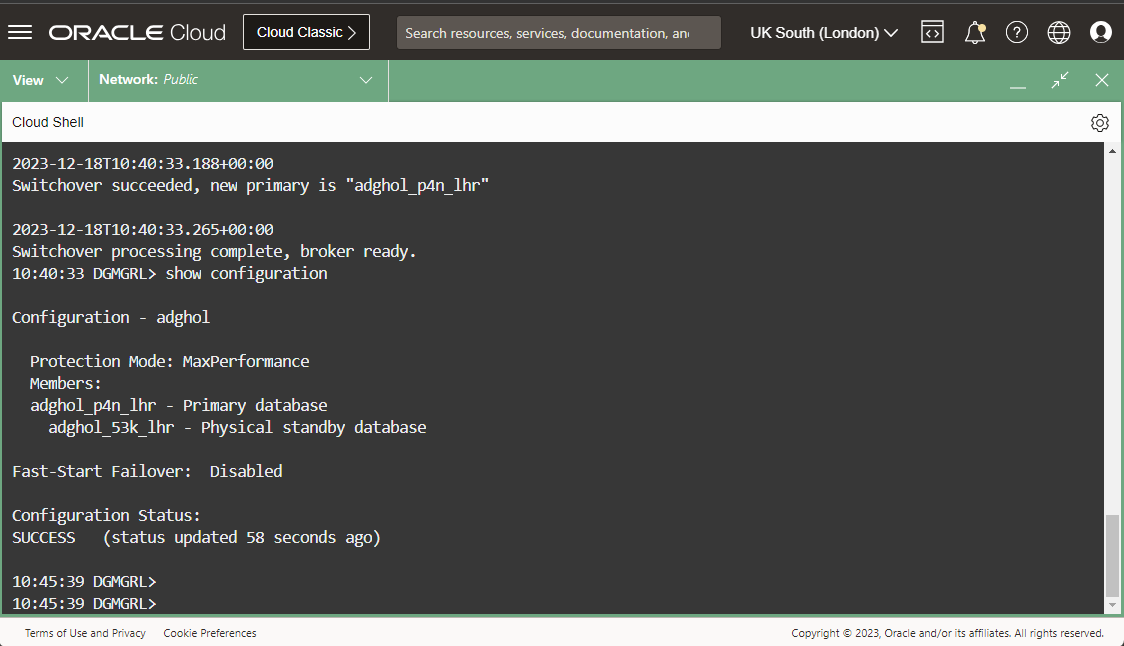 ORACLE Cloud
Cloud Classic
Search resources, services, documentation, an
UK South (London)
View
Network: Public
Cloud Shell
2023-12-18T10:40:33.188+00:00
Switchover succeeded, new primary is "adghol_p4n_lhr"
2023-12-18T10:40:33.265+00:00
Switchover processing complete, broker ready.
10:40:33 DGMGRL> show configuration
Configuration - adghol
Protection Mode: MaxPerformance
Members:
adghol_p4n_lhr - Primary database
adghol_53k_lhr - Physical standby database
Fast-Start Failover:  Disabled
Configuration Status:
SUCCESS   (status updated 58 seconds ago)
10:45:39 DGMGRL>
10:45:39 DGMGRL>
Terms of Use and Privacy
Cookie Preferences
Copyright © 2023, Oracle and/or its affiliates. All rights reserved.